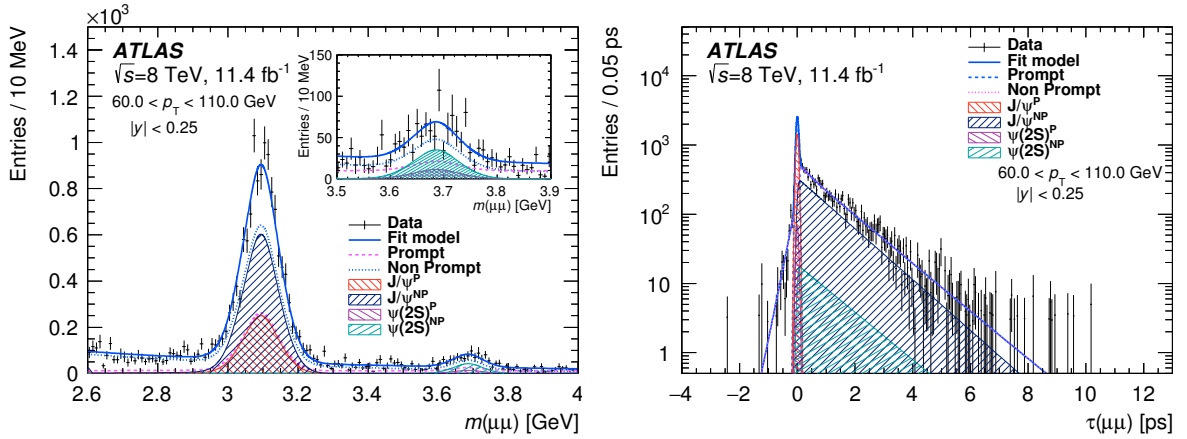 ×10³
Entries / 10 MeV
1.4
1.2
1
0.8
0.6
0.4
0.2
0
ATLAS
√s=8 TeV, 11.4 fb⁻¹
60.0 < pT < 110.0 GeV
|y| < 0.25
Entries / 10 MeV
150
100
50
0
3.5 3.6 3.7 3.8 3.9
m(μμ) [GeV]
Data
Fit model
Prompt
Non Prompt
J/ψᴾ
J/ψᴺᴾ
ψ(2S)ᴾ
ψ(2S)ᴺᴾ
2.6 2.8 3 3.2 3.4 3.6 3.8 4
m(μμ) [GeV]
Entries / 0.05 ps
10⁴
10³
10²
10
1
ATLAS
√s=8 TeV, 11.4 fb⁻¹
Data
Fit model
Prompt
Non Prompt
J/ψᴾ
J/ψᴺᴾ
ψ(2S)ᴾ
ψ(2S)ᴺᴾ
60.0 < pT < 110.0 GeV
|y| < 0.25
−4 −2 0 2 4 6 8 10 12
τ(μμ) [ps]